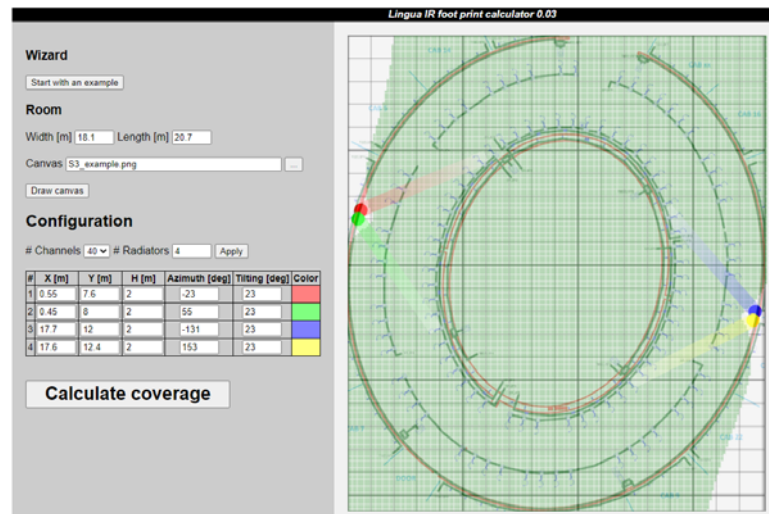 Lingua IR foot print calculator 0.03
Wizard
Start with an example
Room
Width [m] 18.1 Length [m] 20.7
Canvas S3_example.png ...
Draw canvas
Configuration
# Channels 40 # Radiators 4 Apply
# X [m] Y [m] H [m] Azimuth [deg] Tilting [deg] Color
1 0.55 7.6 2 -23 23
2 0.45 8 2 55 23
3 17.7 12 2 -131 23
4 17.6 12.4 2 153 23
Calculate coverage